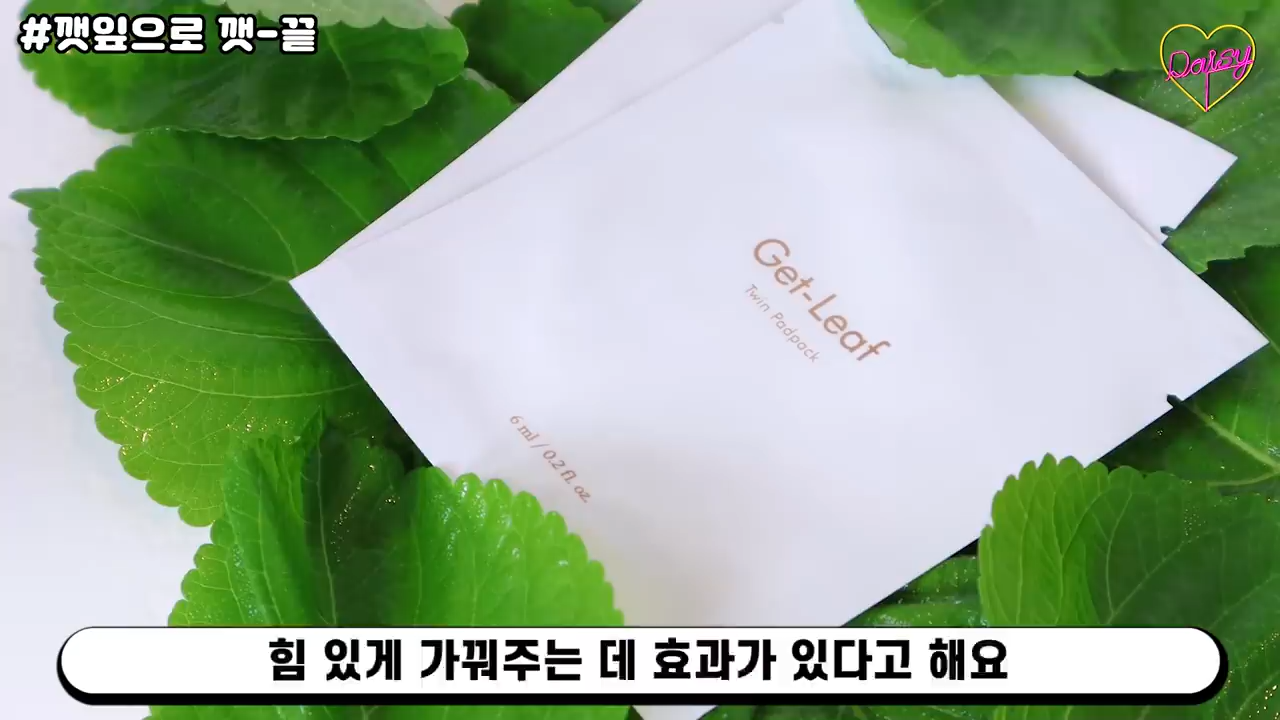 #깻잎으로 깻-끝
Daisy
Get-Leaf
Twin Padpack
6 ml / 0.2 fl. oz.
힘 있게 가꿔주는 데 효과가 있다고 해요